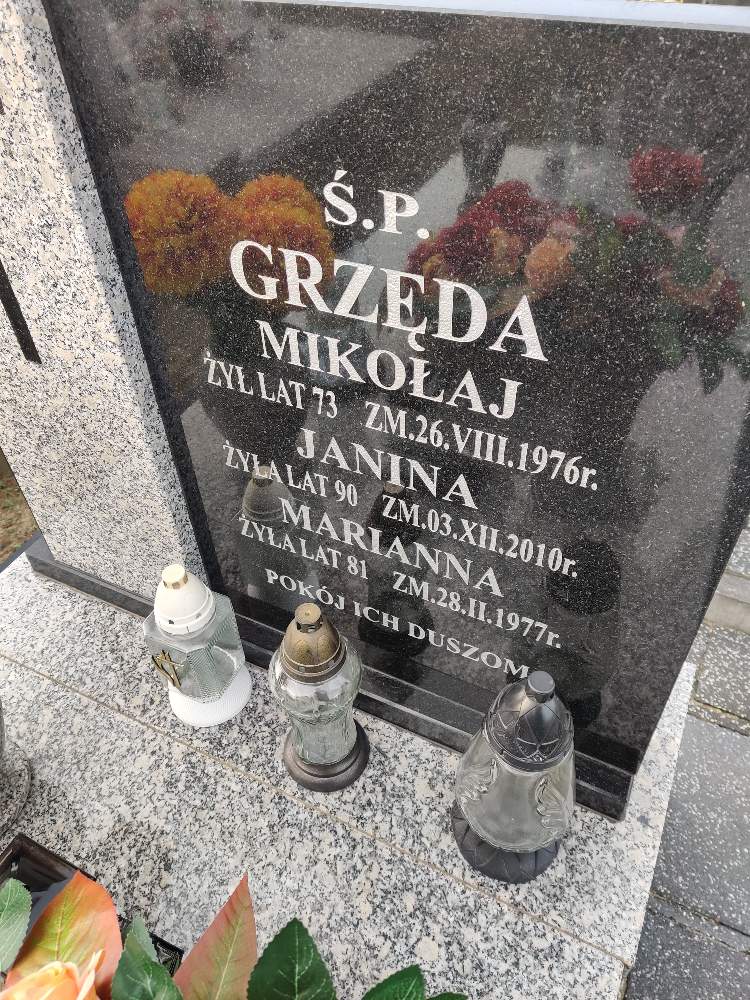 Ś.P.
GRZĘDA
MIKOŁAJ
ŻYŁ LAT 73 ZM.26.VIII.1976r.
JANINA
ŻYŁA LAT 90 ZM.03.XII.2010r.
MARIANNA
ŻYŁA LAT 81 ZM.28.II.1977r.
POKÓJ ICH DUSZOM